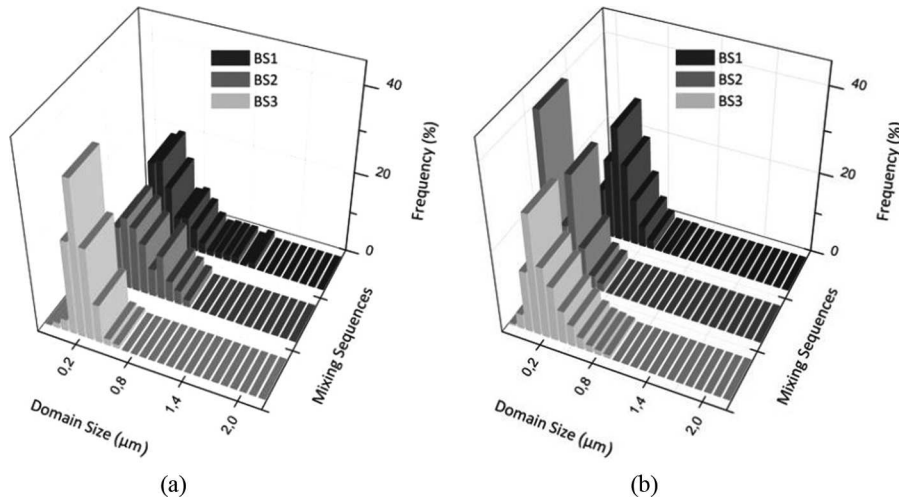 BS1
BS2
BS3
40
20
0
Frequency (%)
Mixing Sequences
0,2
0,8
1,4
2,0
Domain Size (μm)
(a)
BS1
BS2
BS3
40
20
0
Frequency (%)
Mixing Sequences
0,2
0,8
1,4
2,0
Domain Size (μm)
(b)